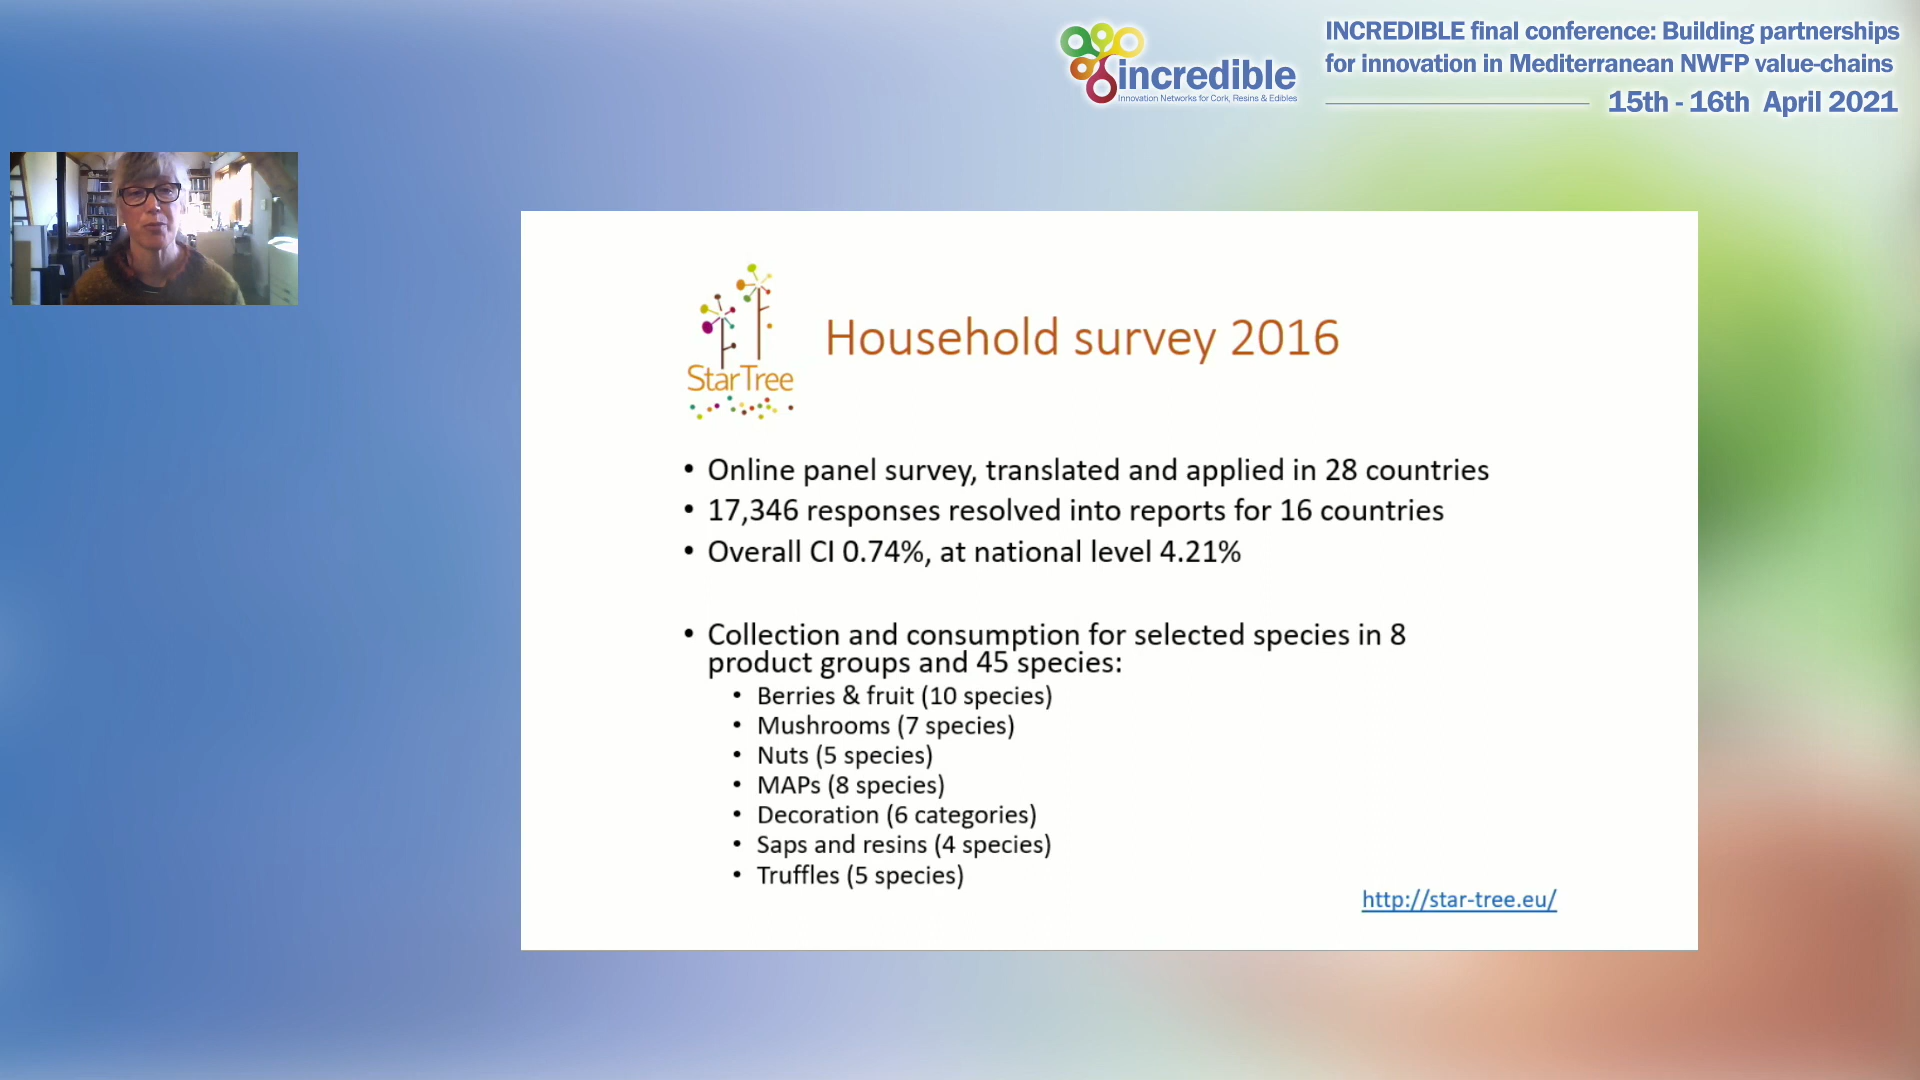 incredible
Innovation Networks for Cork, Resins & Edibles
INCREDIBLE final conference: Building partnerships
for innovation in Mediterranean NWFP value-chains
15th - 16th April 2021
StarTree
Household survey 2016
• Online panel survey, translated and applied in 28 countries
• 17,346 responses resolved into reports for 16 countries
• Overall CI 0.74%, at national level 4.21%
• Collection and consumption for selected species in 8
product groups and 45 species:
• Berries & fruit (10 species)
• Mushrooms (7 species)
• Nuts (5 species)
• MAPs (8 species)
• Decoration (6 categories)
• Saps and resins (4 species)
• Truffles (5 species)
http://star-tree.eu/